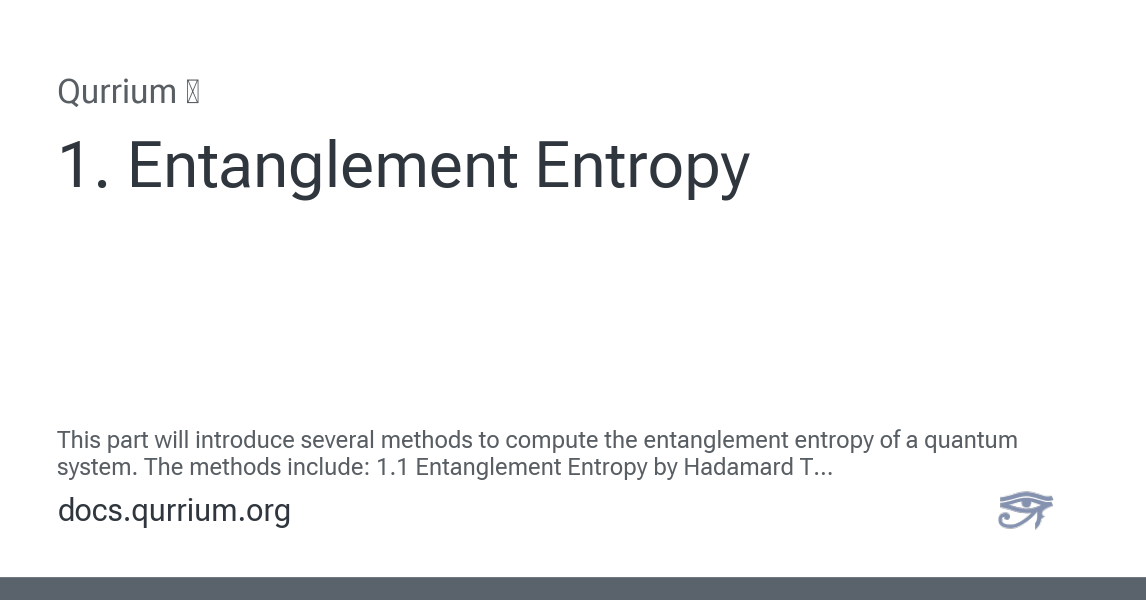 Qurrium
1. Entanglement Entropy
This part will introduce several methods to compute the entanglement entropy of a quantum
system. The methods include: 1.1 Entanglement Entropy by Hadamard T...
docs.qurrium.org